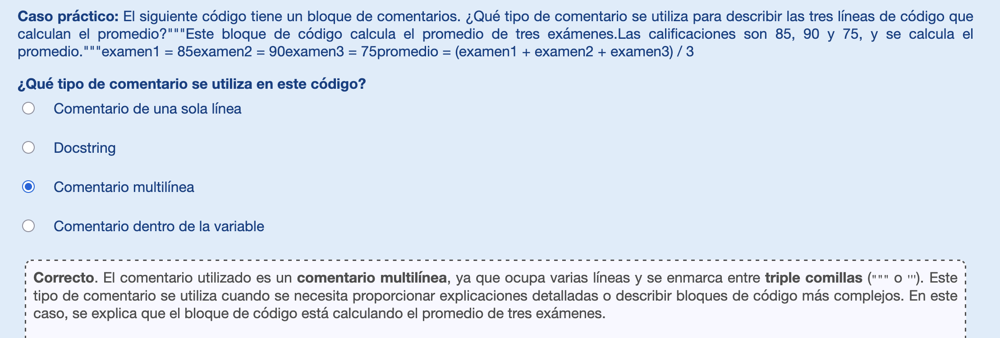 Caso práctico: El siguiente código tiene un bloque de comentarios. ¿Qué tipo de comentario se utiliza para describir las tres líneas de código que
calculan el promedio?"""Este bloque de código calcula el promedio de tres exámenes.Las calificaciones son 85, 90 y 75, y se calcula el
promedio."""examen1 = 85examen2 = 90examen3 = 75promedio = (examen1 + examen2 + examen3) / 3
¿Qué tipo de comentario se utiliza en este código?
Comentario de una sola línea
Docstring
Comentario multilínea
Comentario dentro de la variable
Correcto. El comentario utilizado es un comentario multilínea, ya que ocupa varias líneas y se enmarca entre triple comillas (""" o '''). Este
tipo de comentario se utiliza cuando se necesita proporcionar explicaciones detalladas o describir bloques de código más complejos. En este
caso, se explica que el bloque de código está calculando el promedio de tres exámenes.